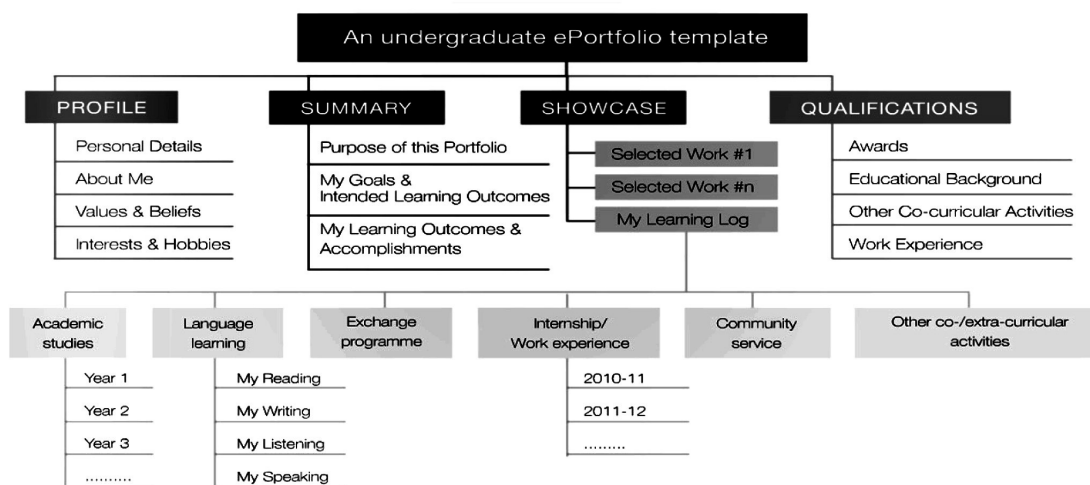 An undergraduate ePortfolio template
PROFILE
Personal Details
About Me
Values & Beliefs
Interests & Hobbies
SUMMARY
Purpose of this Portfolio
My Goals &
Intended Learning Outcomes
My Learning Outcomes &
Accomplishments
SHOWCASE
Selected Work #1
Selected Work #n
My Learning Log
QUALIFICATIONS
Awards
Educational Background
Other Co-curricular Activities
Work Experience
Academic
studies
Year 1
Year 2
Year 3
..........
Language
learning
My Reading
My Writing
My Listening
My Speaking
Exchange
programme
Internship/
Work experience
2010-11
2011-12
.........
Community
service
Other co-/extra-curricular
activities